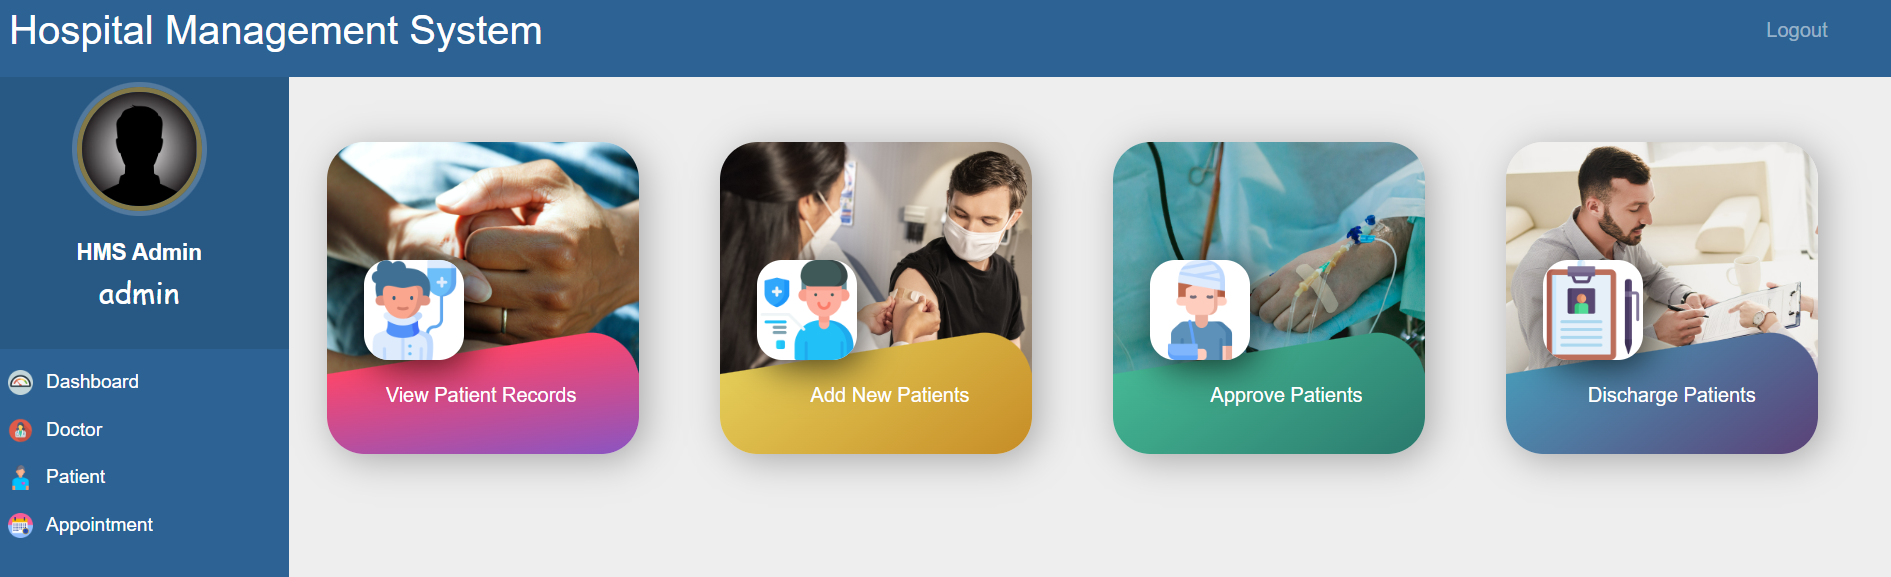 Hospital Management System
Logout
HMS Admin
admin
Dashboard
Doctor
Patient
Appointment
View Patient Records
Add New Patients
Approve Patients
Discharge Patients